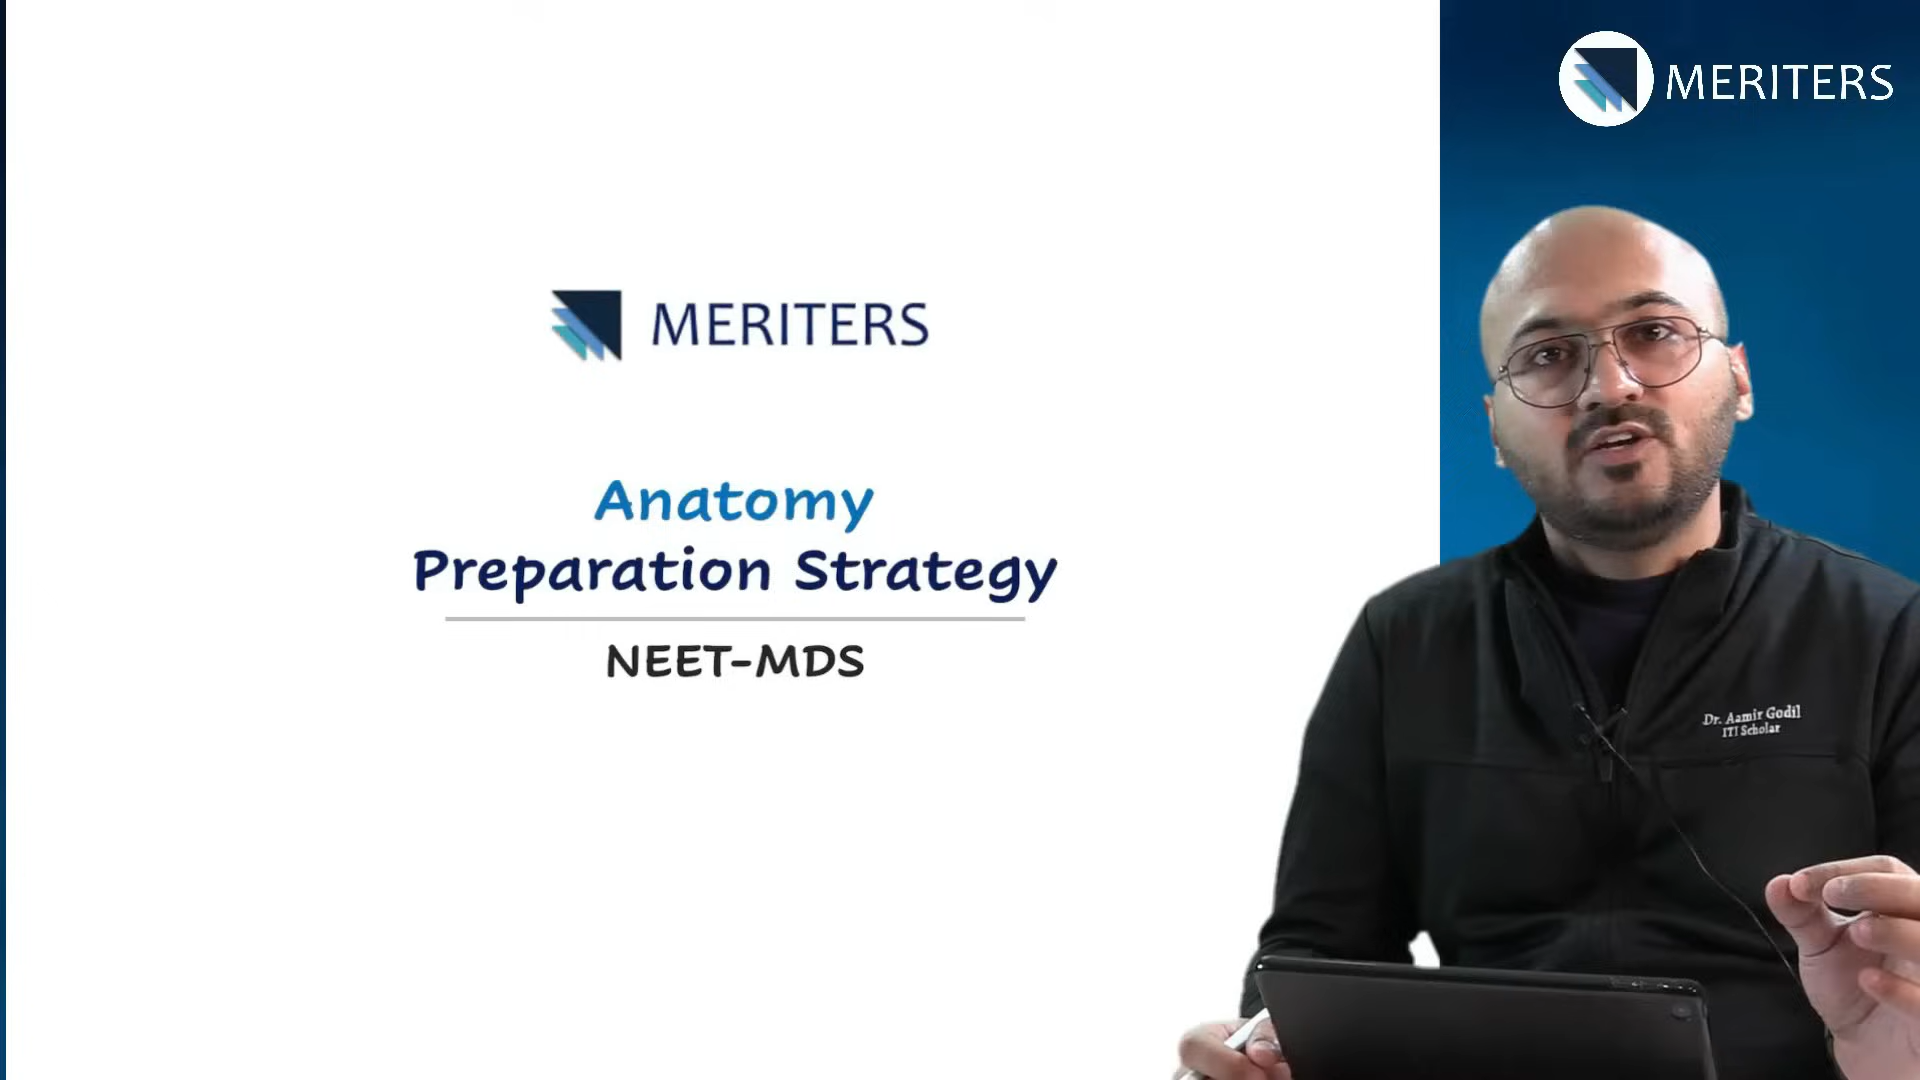 MERITERS
MERITERS
Anatomy
Preparation Strategy
NEET-MDS
Dr. Aamir Godil
ITI Scholar